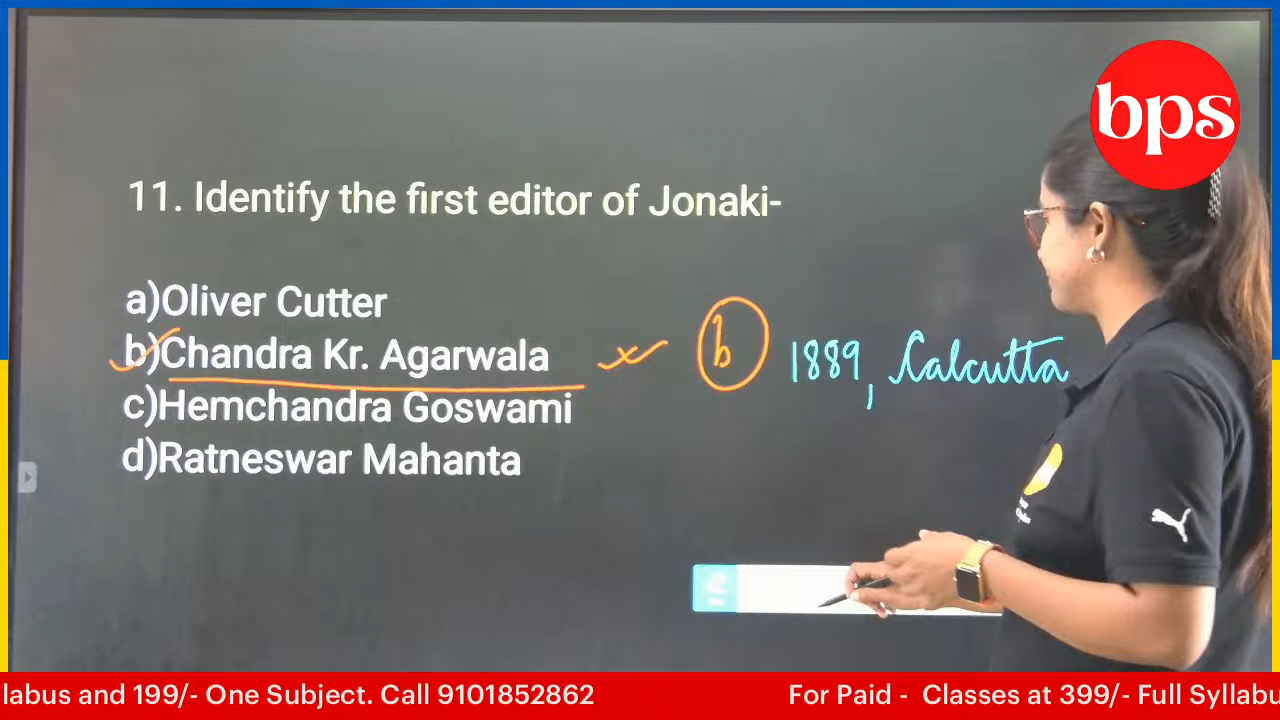 bps
11. Identify the first editor of Jonaki-
a)Oliver Cutter
b)Chandra Kr. Agarwala
b 1889, Calcutta
c)Hemchandra Goswami
d)Ratneswar Mahanta
labus and 199/- One Subject. Call 9101852862 For Paid - Classes at 399/- Full Syllabu